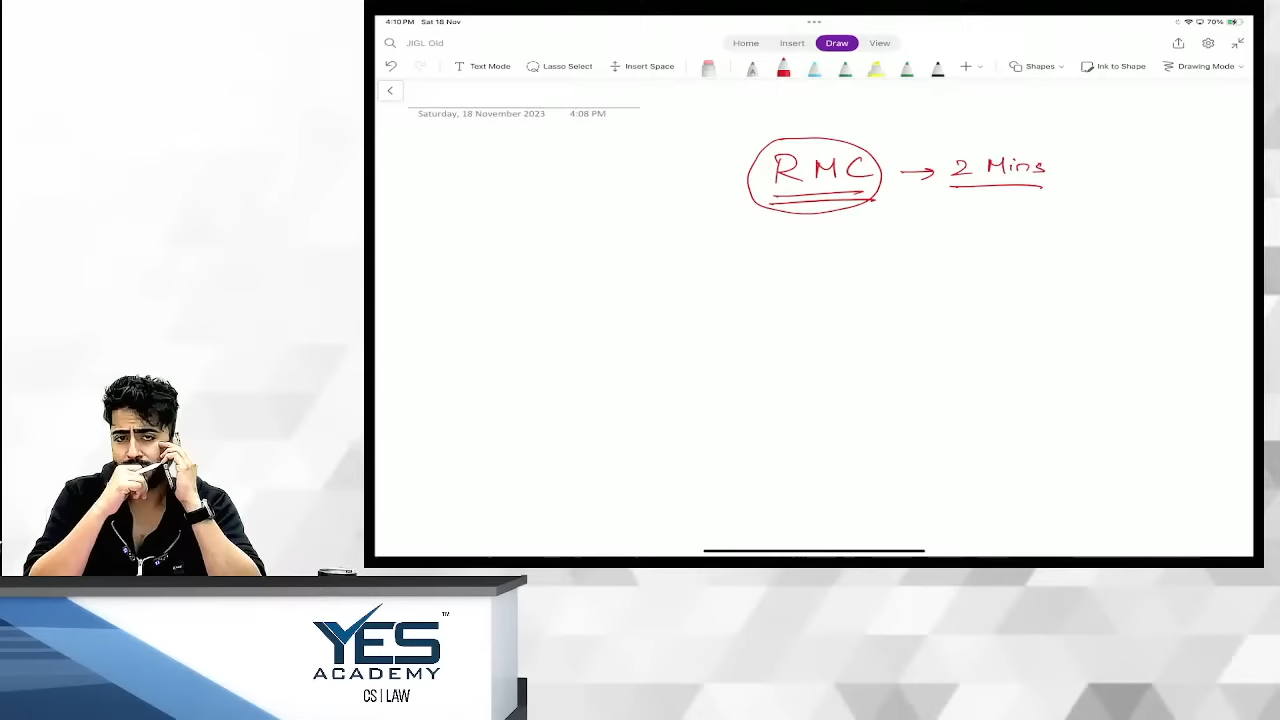 4:10 PM Sat 18 Nov
70%
JIGL Old
Home Insert Draw View
Text Mode Lasso Select Insert Space
Shapes Ink to Shape Drawing Mode
Saturday, 18 November 2023 4:08 PM
RMC → 2 Mins
YES™
ACADEMY
CS | LAW